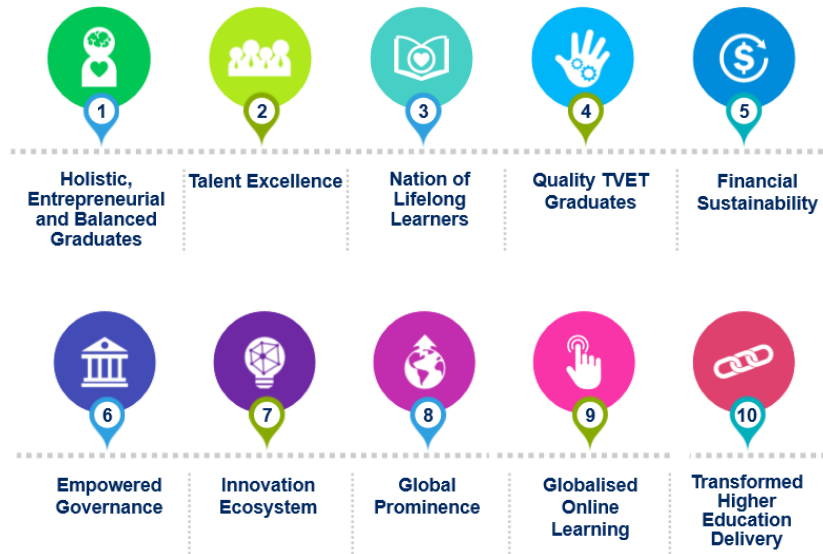 1
2
3
4
5
Holistic,
Entrepreneurial
and Balanced
Graduates
Talent Excellence
Nation of
Lifelong
Learners
Quality TVET
Graduates
Financial
Sustainability
6
7
8
9
10
Empowered
Governance
Innovation
Ecosystem
Global
Prominence
Globalised
Online
Learning
Transformed
Higher
Education
Delivery